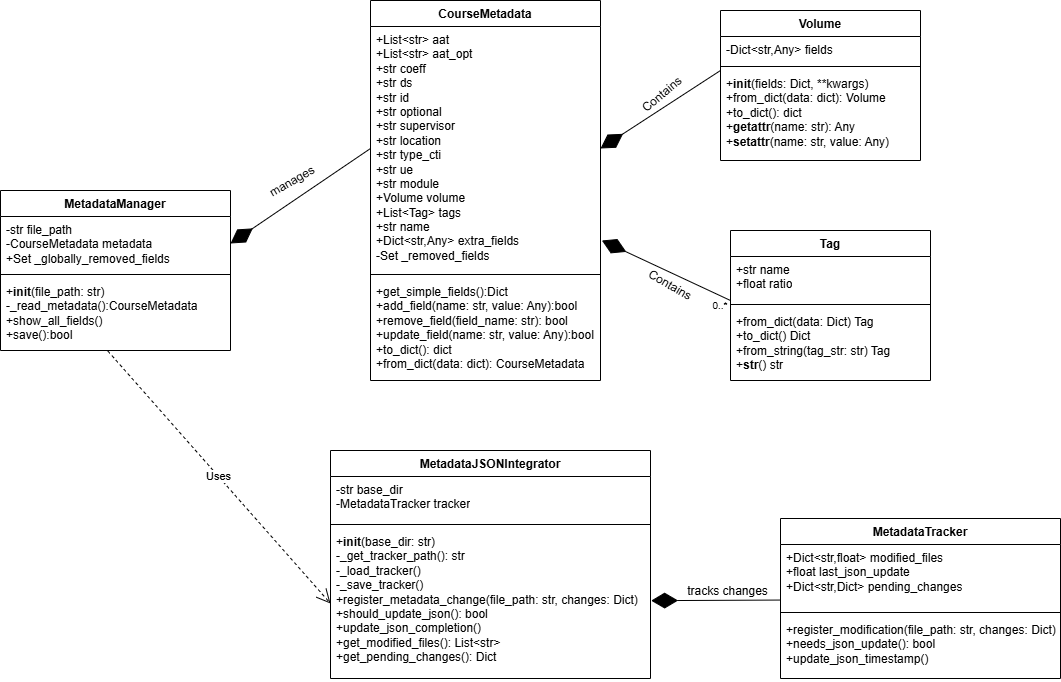 CourseMetadata
+List<str> aat
+List<str> aat_opt
+str coeff
+str ds
+str id
+str optional
+str supervisor
+str location
+str type_cti
+str ue
+str module
+Volume volume
+List<Tag> tags
+str name
+Dict<str,Any> extra_fields
-Set _removed_fields
+get_simple_fields():Dict
+add_field(name: str, value: Any):bool
+remove_field(field_name: str): bool
+update_field(name: str, value: Any):bool
+to_dict(): dict
+from_dict(data: dict): CourseMetadata
Volume
-Dict<str,Any> fields
+init(fields: Dict, **kwargs)
+from_dict(data: dict): Volume
+to_dict(): dict
+getattr(name: str): Any
+setattr(name: str, value: Any)
Contains
manages
MetadataManager
-str file_path
-CourseMetadata metadata
+Set _globally_removed_fields
+init(file_path: str)
-_read_metadata():CourseMetadata
+show_all_fields()
+save():bool
Contains
0..*
Tag
+str name
+float ratio
+from_dict(data: Dict) Tag
+to_dict() Dict
+from_string(tag_str: str) Tag
+str() str
Uses
MetadataJSONIntegrator
-str base_dir
-MetadataTracker tracker
+init(base_dir: str)
-_get_tracker_path(): str
-_load_tracker()
-_save_tracker()
+register_metadata_change(file_path: str, changes: Dict)
+should_update_json(): bool
+update_json_completion()
+get_modified_files(): List<str>
+get_pending_changes(): Dict
tracks changes
MetadataTracker
+Dict<str,float> modified_files
+float last_json_update
+Dict<str,Dict> pending_changes
+register_modification(file_path: str, changes: Dict)
+needs_json_update(): bool
+update_json_timestamp()